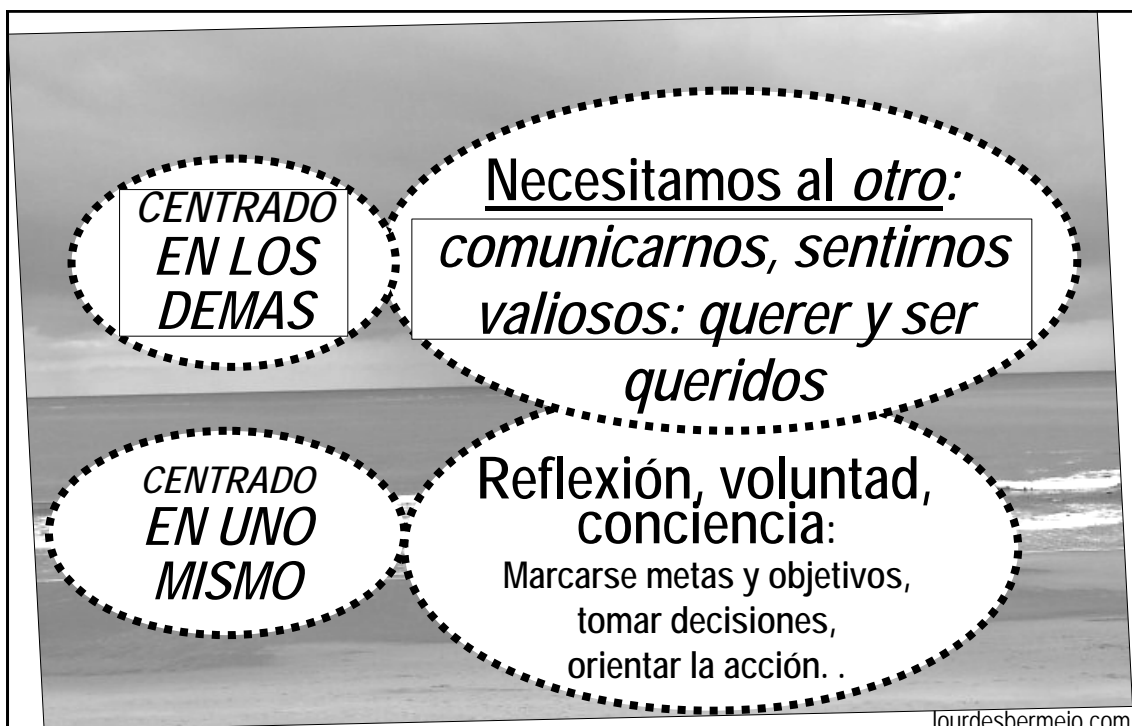 CENTRADO
EN LOS
DEMAS
Necesitamos al otro:
comunicarnos, sentirnos
valiosos: querer y ser
queridos
CENTRADO
EN UNO
MISMO
Reflexión, voluntad,
conciencia:
Marcarse metas y objetivos,
tomar decisiones,
orientar la acción. .
lourdesbermejo.com